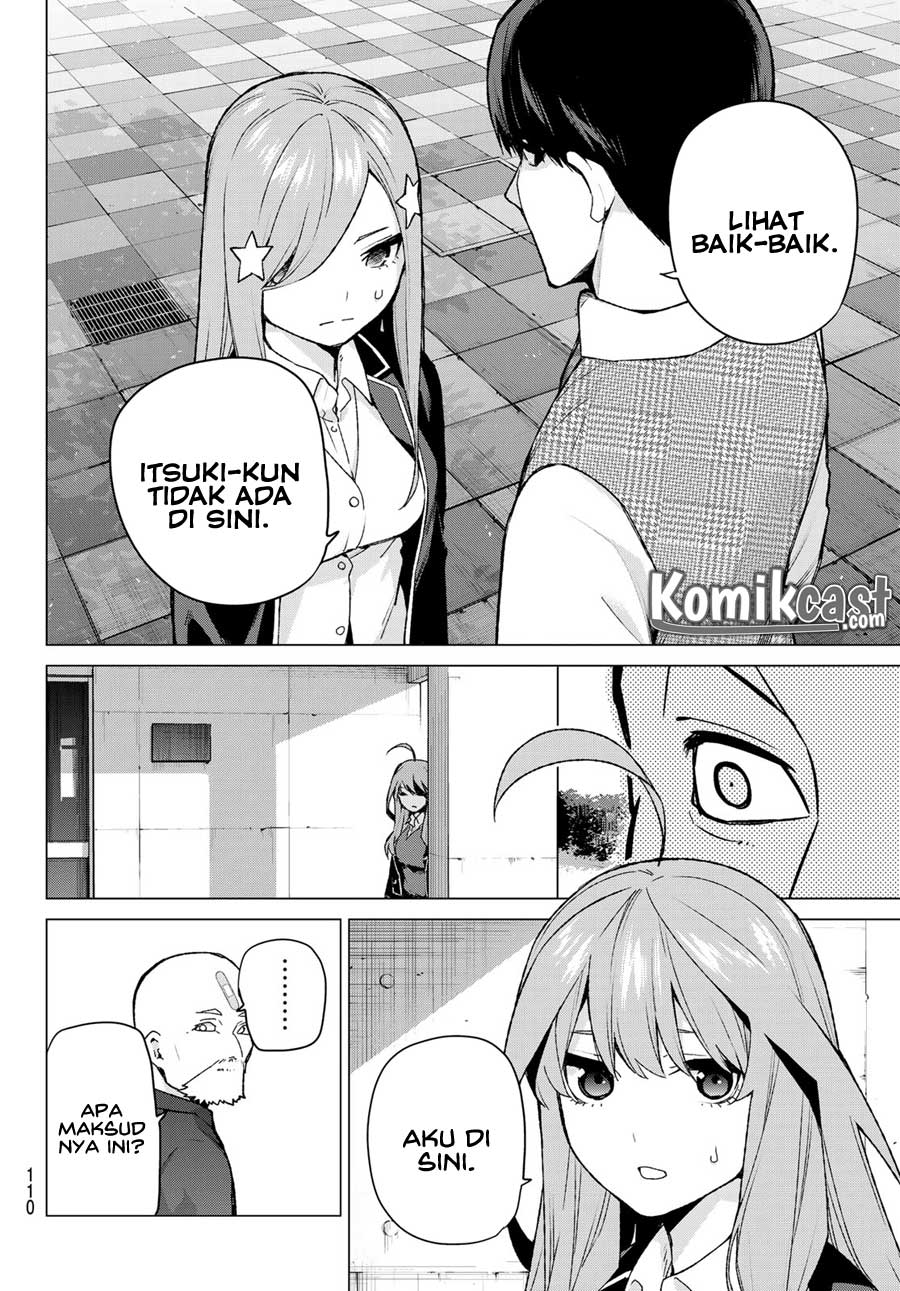 LIHAT
BAIK-BAIK.
ITSUKI-KUN
TIDAK ADA
DI SINI.
Komikcast
.com
AKU DI
SINI.
........
APA
MAKSUD
NYA INI?
110